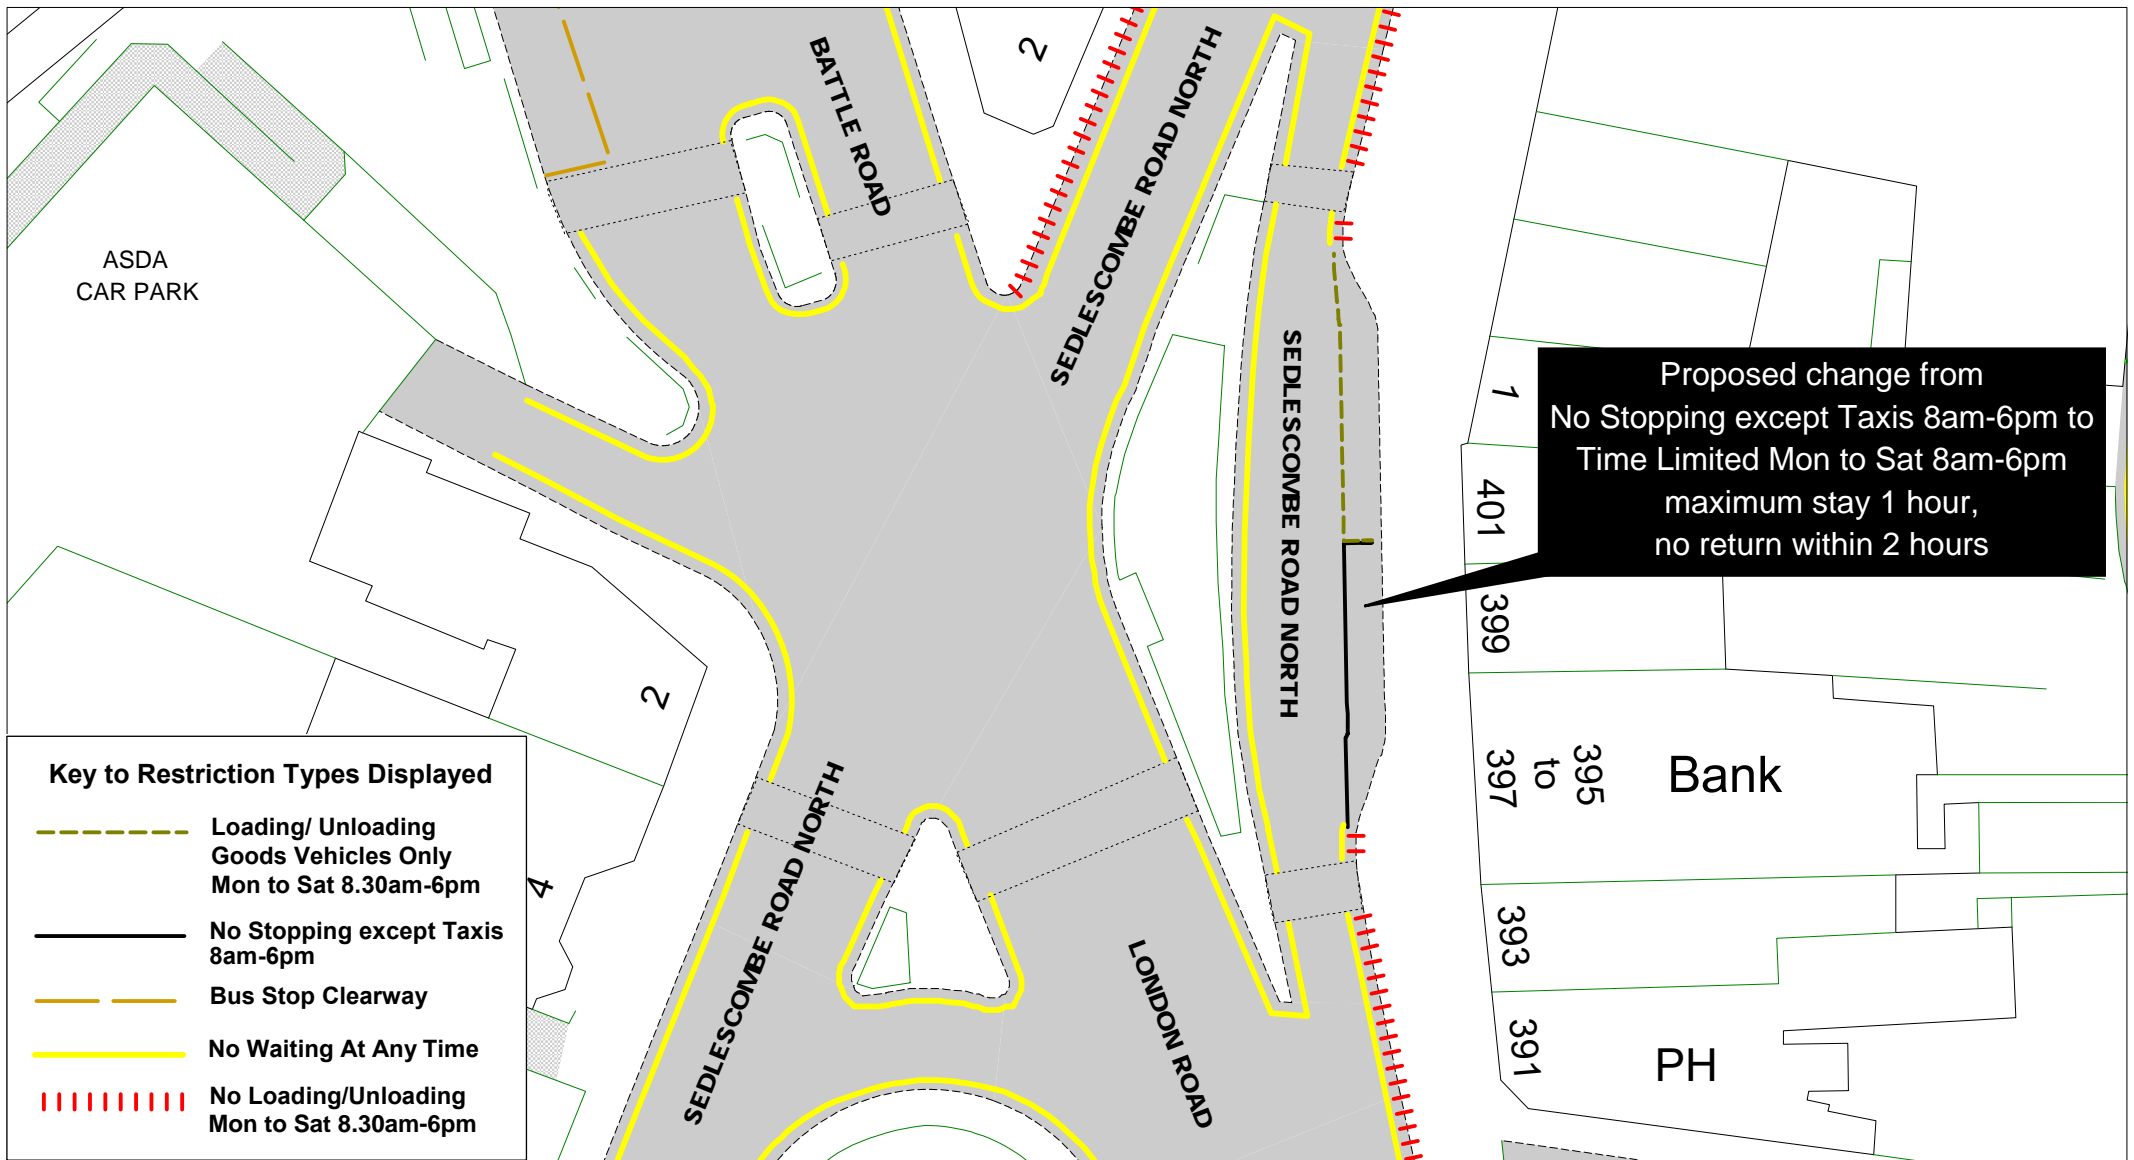 BATTLE ROAD
2
SEDLESCOMBE ROAD NORTH
ASDA
CAR PARK
SEDLESCOMBE ROAD NORTH
Proposed change from
No Stopping except Taxis 8am-6pm to
Time Limited Mon to Sat 8am-6pm
maximum stay 1 hour,
no return within 2 hours
1
401
399
395
to
397
Bank
393
391
PH
2
4
SEDLESCOMBE ROAD NORTH
LONDON ROAD
Key to Restriction Types Displayed
Loading/ Unloading
Goods Vehicles Only
Mon to Sat 8.30am-6pm
No Stopping except Taxis
8am-6pm
Bus Stop Clearway
No Waiting At Any Time
No Loading/Unloading
Mon to Sat 8.30am-6pm